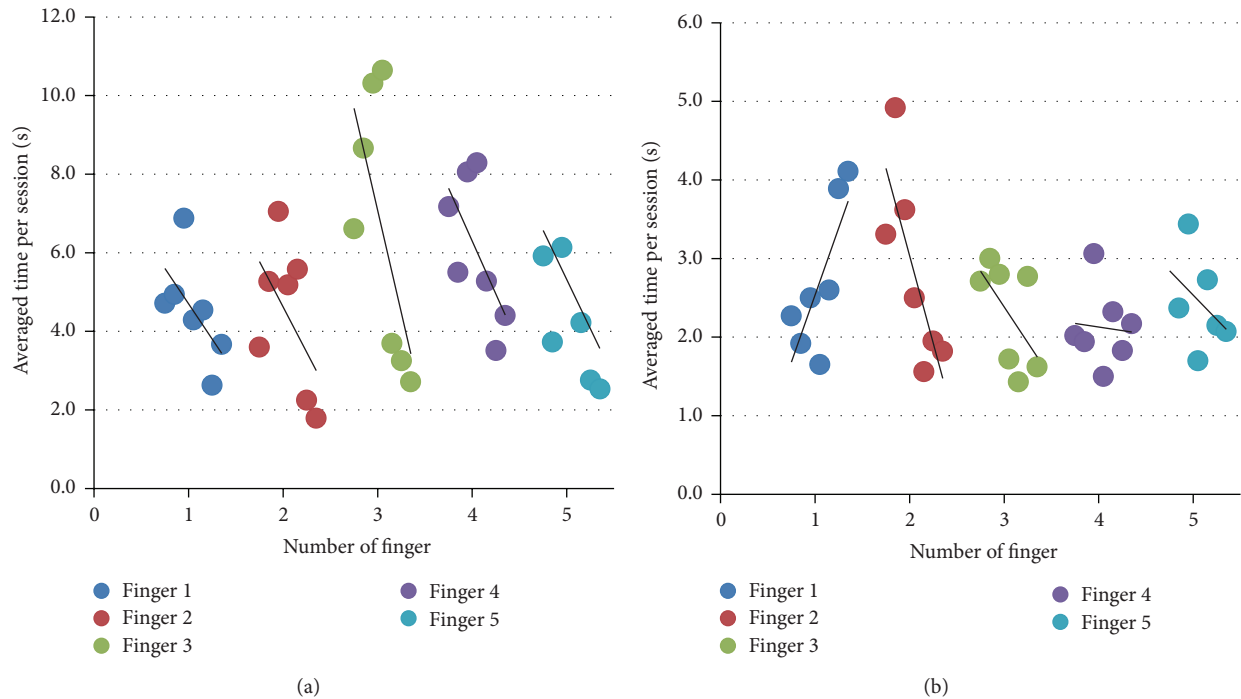 12.0
10.0
8.0
6.0
4.0
2.0
0.0
Averaged time per session (s)
0 1 2 3 4 5
Number of finger
Finger 1
Finger 2
Finger 3
Finger 4
Finger 5
(a)
6.0
5.0
4.0
3.0
2.0
1.0
0.0
Averaged time per session (s)
0 1 2 3 4 5
Number of finger
Finger 1
Finger 2
Finger 3
Finger 4
Finger 5
(b)